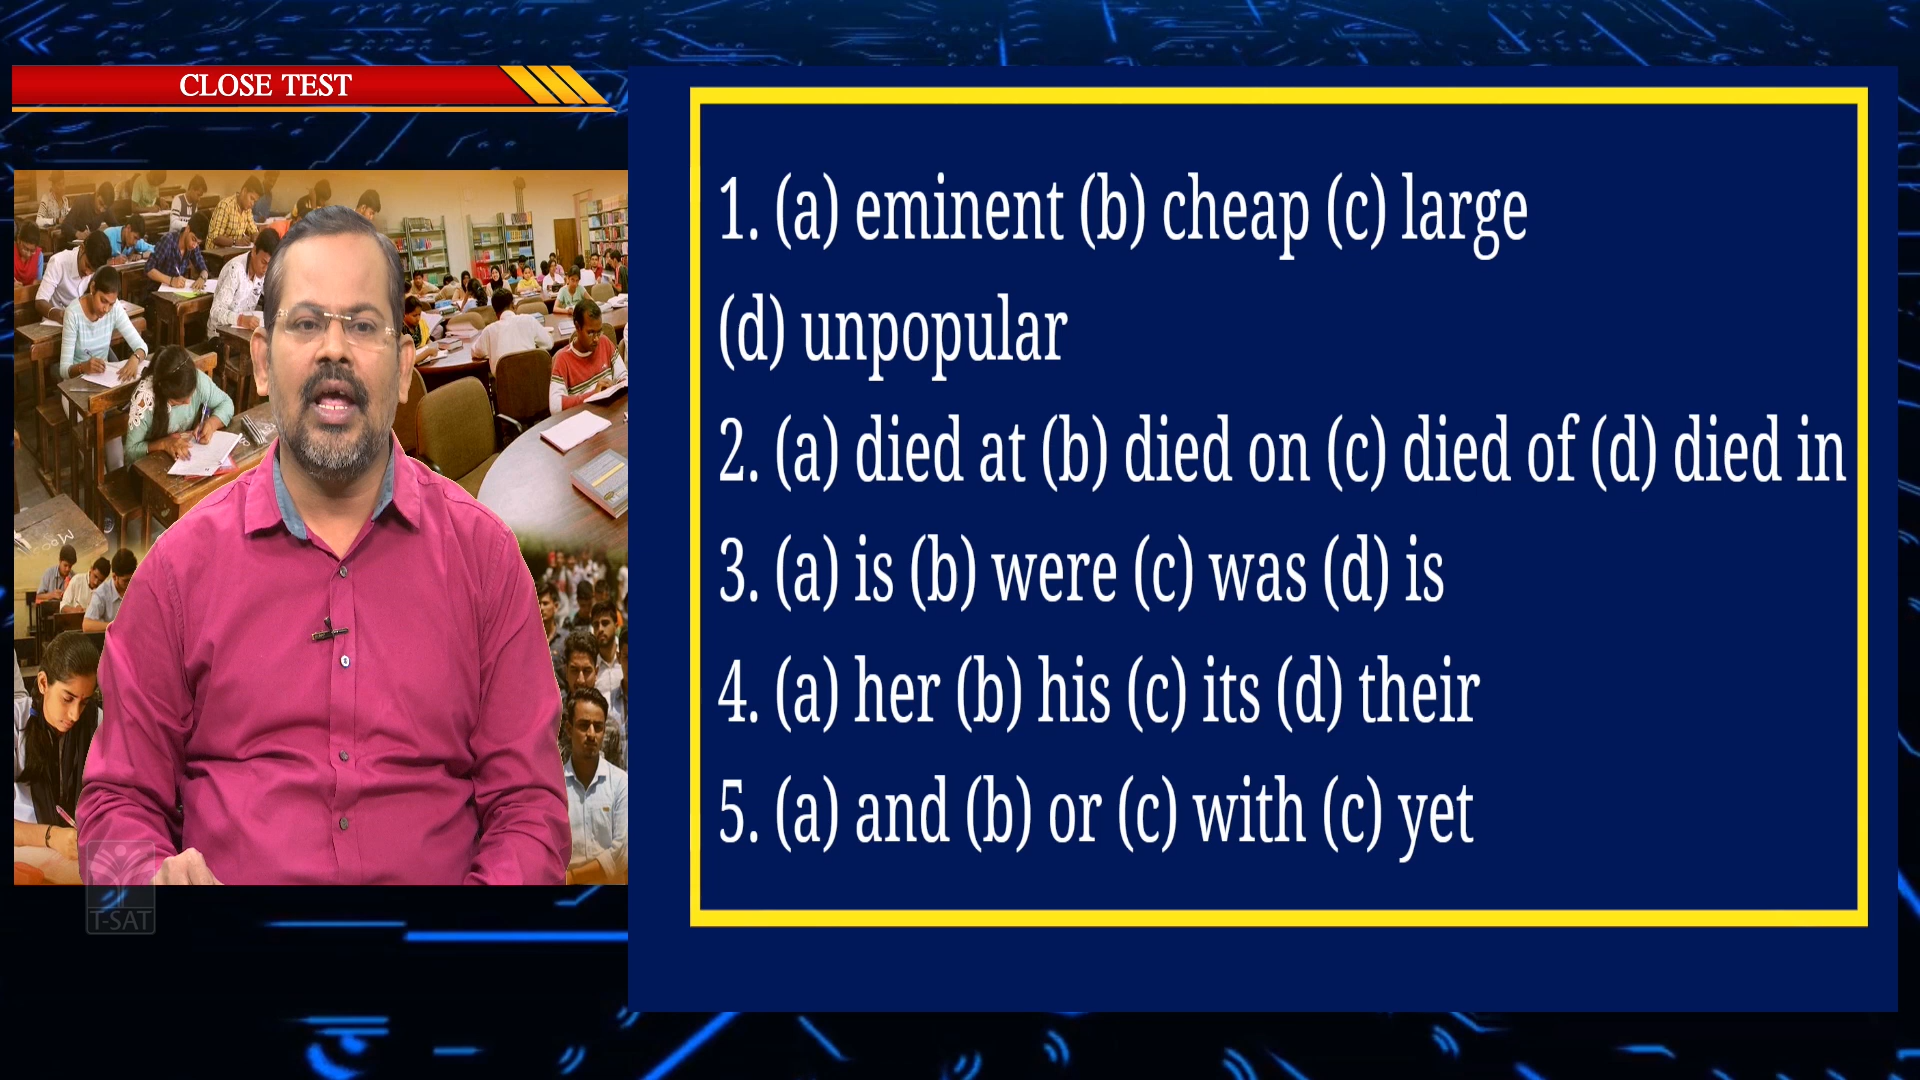 CLOSE TEST
1. (a) eminent (b) cheap (c) large
(d) unpopular
2. (a) died at (b) died on (c) died of (d) died in
3. (a) is (b) were (c) was (d) is
4. (a) her (b) his (c) its (d) their
5. (a) and (b) or (c) with (c) yet
T-SAT